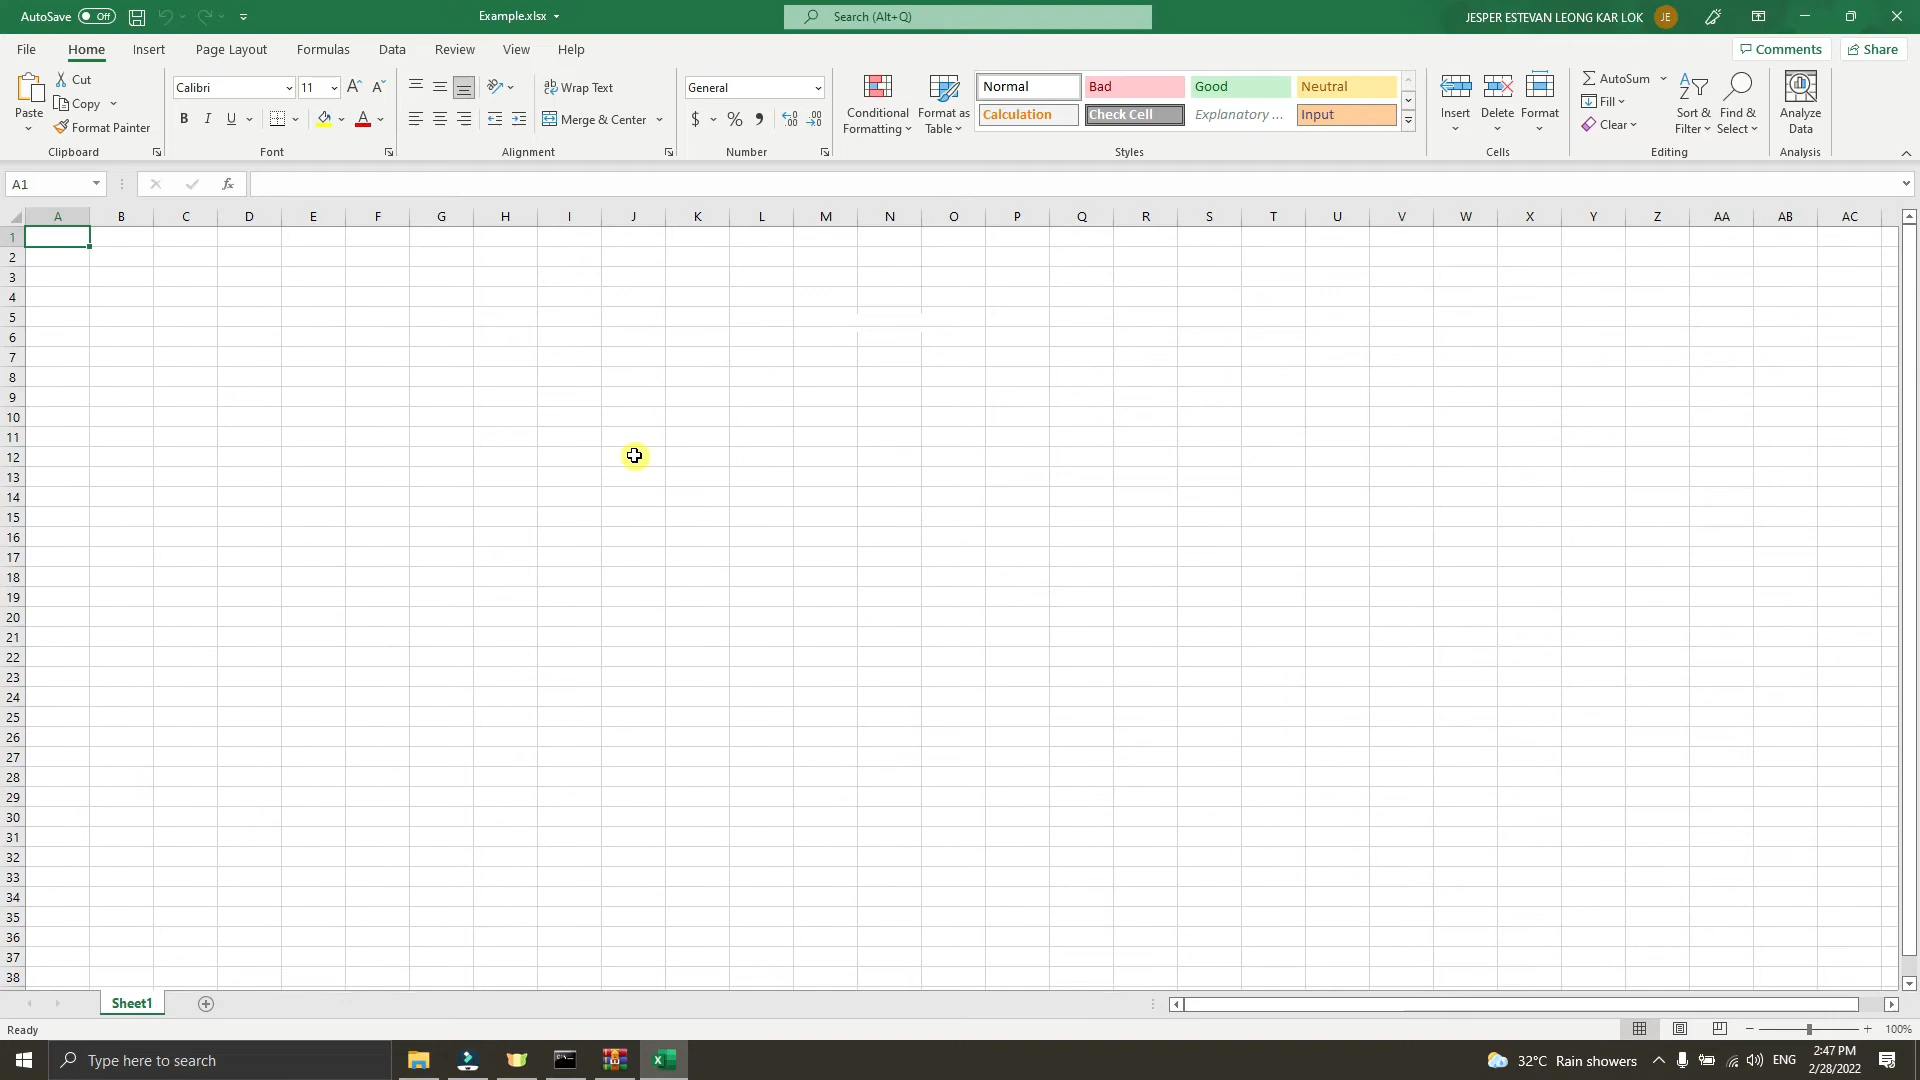 AutoSave Off Example.xlsx Search (Alt+Q) JESPER ESTEVAN LEONG KAR LOK JE
File Home Insert Page Layout Formulas Data Review View Help Comments Share
Paste Cut Copy Format Painter
Calibri 11
B I U A
Wrap Text
Merge & Center
General
$ %
Conditional Formatting
Format as Table
Normal Bad Good Neutral
Calculation Check Cell Explanatory ... Input
Insert Delete Format
AutoSum
Fill
Clear
Sort & Filter
Find & Select
Analyze Data
Clipboard Font Alignment Number Styles Cells Editing Analysis
A1 fx
A B C D E F G H I J K L M N O P Q R S T U V W X Y Z AA AB AC
1
2
3
4
5
6
7
8
9
10
11
12
13
14
15
16
17
18
19
20
21
22
23
24
25
26
27
28
29
30
31
32
33
34
35
36
37
38
Sheet1
Ready 100%
Type here to search 32°C Rain showers ENG 2:47 PM
2/28/2022